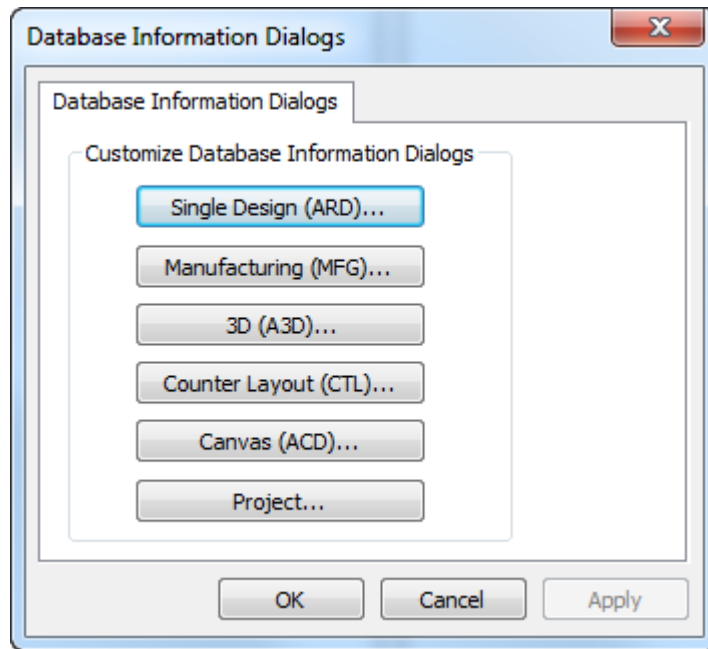 Database Information Dialogs
Database Information Dialogs
Customize Database Information Dialogs
Single Design (ARD)...
Manufacturing (MFG)...
3D (A3D)...
Counter Layout (CTL)...
Canvas (ACD)...
Project...
OK Cancel Apply